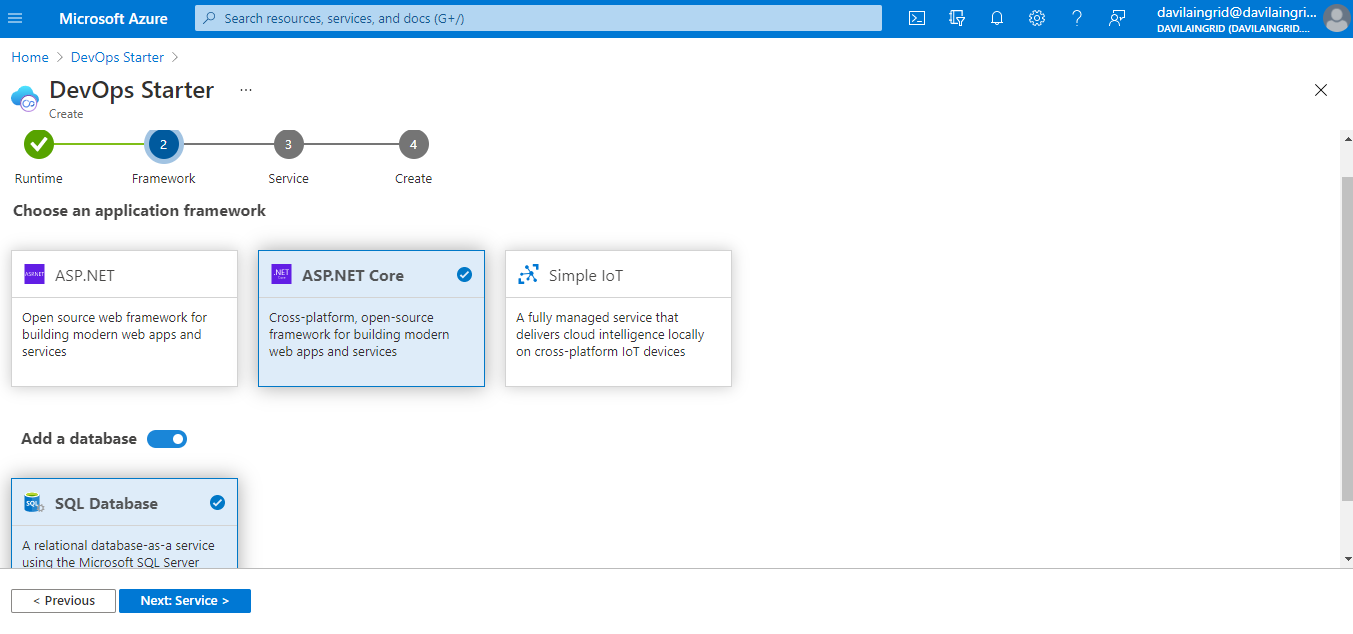 Microsoft Azure
Search resources, services, and docs (G+/)
davilaingrid@davilaingri...
DAVILAINGRID (DAVILAINGRID....
Home > DevOps Starter >
DevOps Starter ...
Create
2 3 4
Runtime Framework Service Create
Choose an application framework
ASP.NET
ASP.NET
Open source web framework for
building modern web apps and
services
.NET
Core
ASP.NET Core
Cross-platform, open-source
framework for building modern
web apps and services
Simple IoT
A fully managed service that
delivers cloud intelligence locally
on cross-platform IoT devices
Add a database
SQL
SQL Database
A relational database-as-a service
using the Microsoft SQL Server
< Previous
Next: Service >